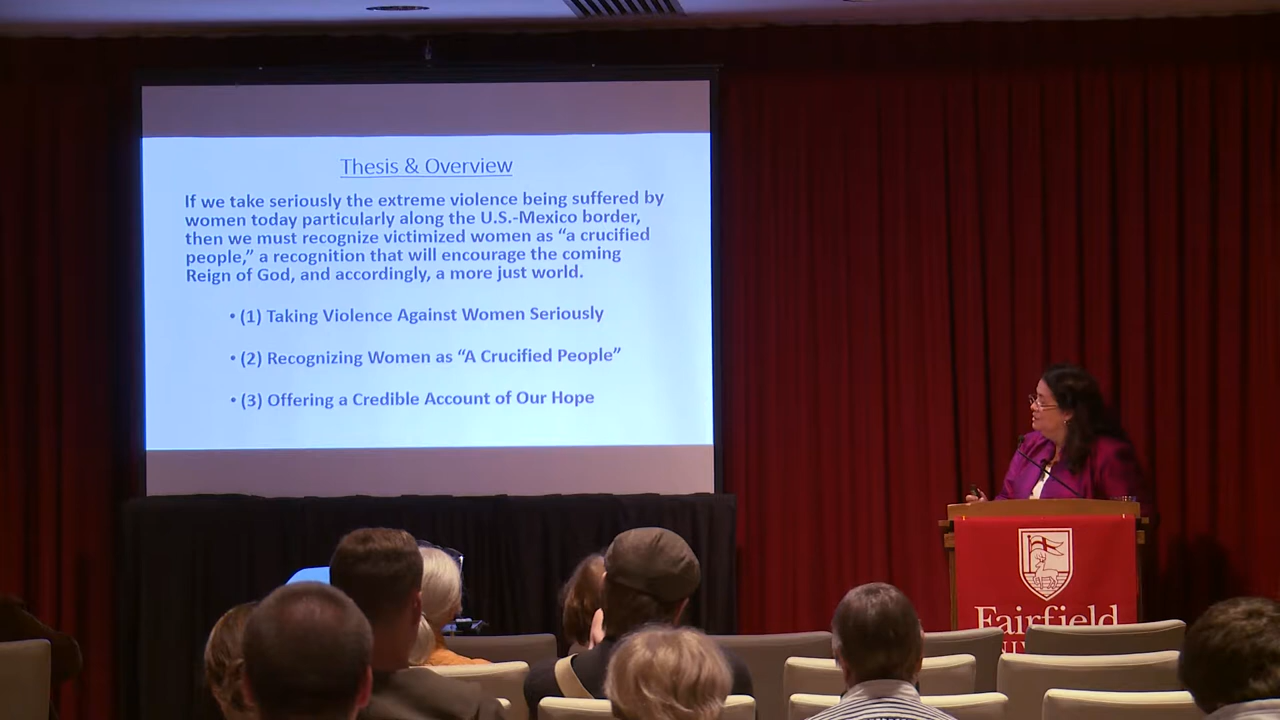 Thesis & Overview
If we take seriously the extreme violence being suffered by
women today particularly along the U.S.-Mexico border,
then we must recognize victimized women as “a crucified
people,” a recognition that will encourage the coming
Reign of God, and accordingly, a more just world.
• (1) Taking Violence Against Women Seriously
• (2) Recognizing Women as “A Crucified People”
• (3) Offering a Credible Account of Our Hope
Fairfield